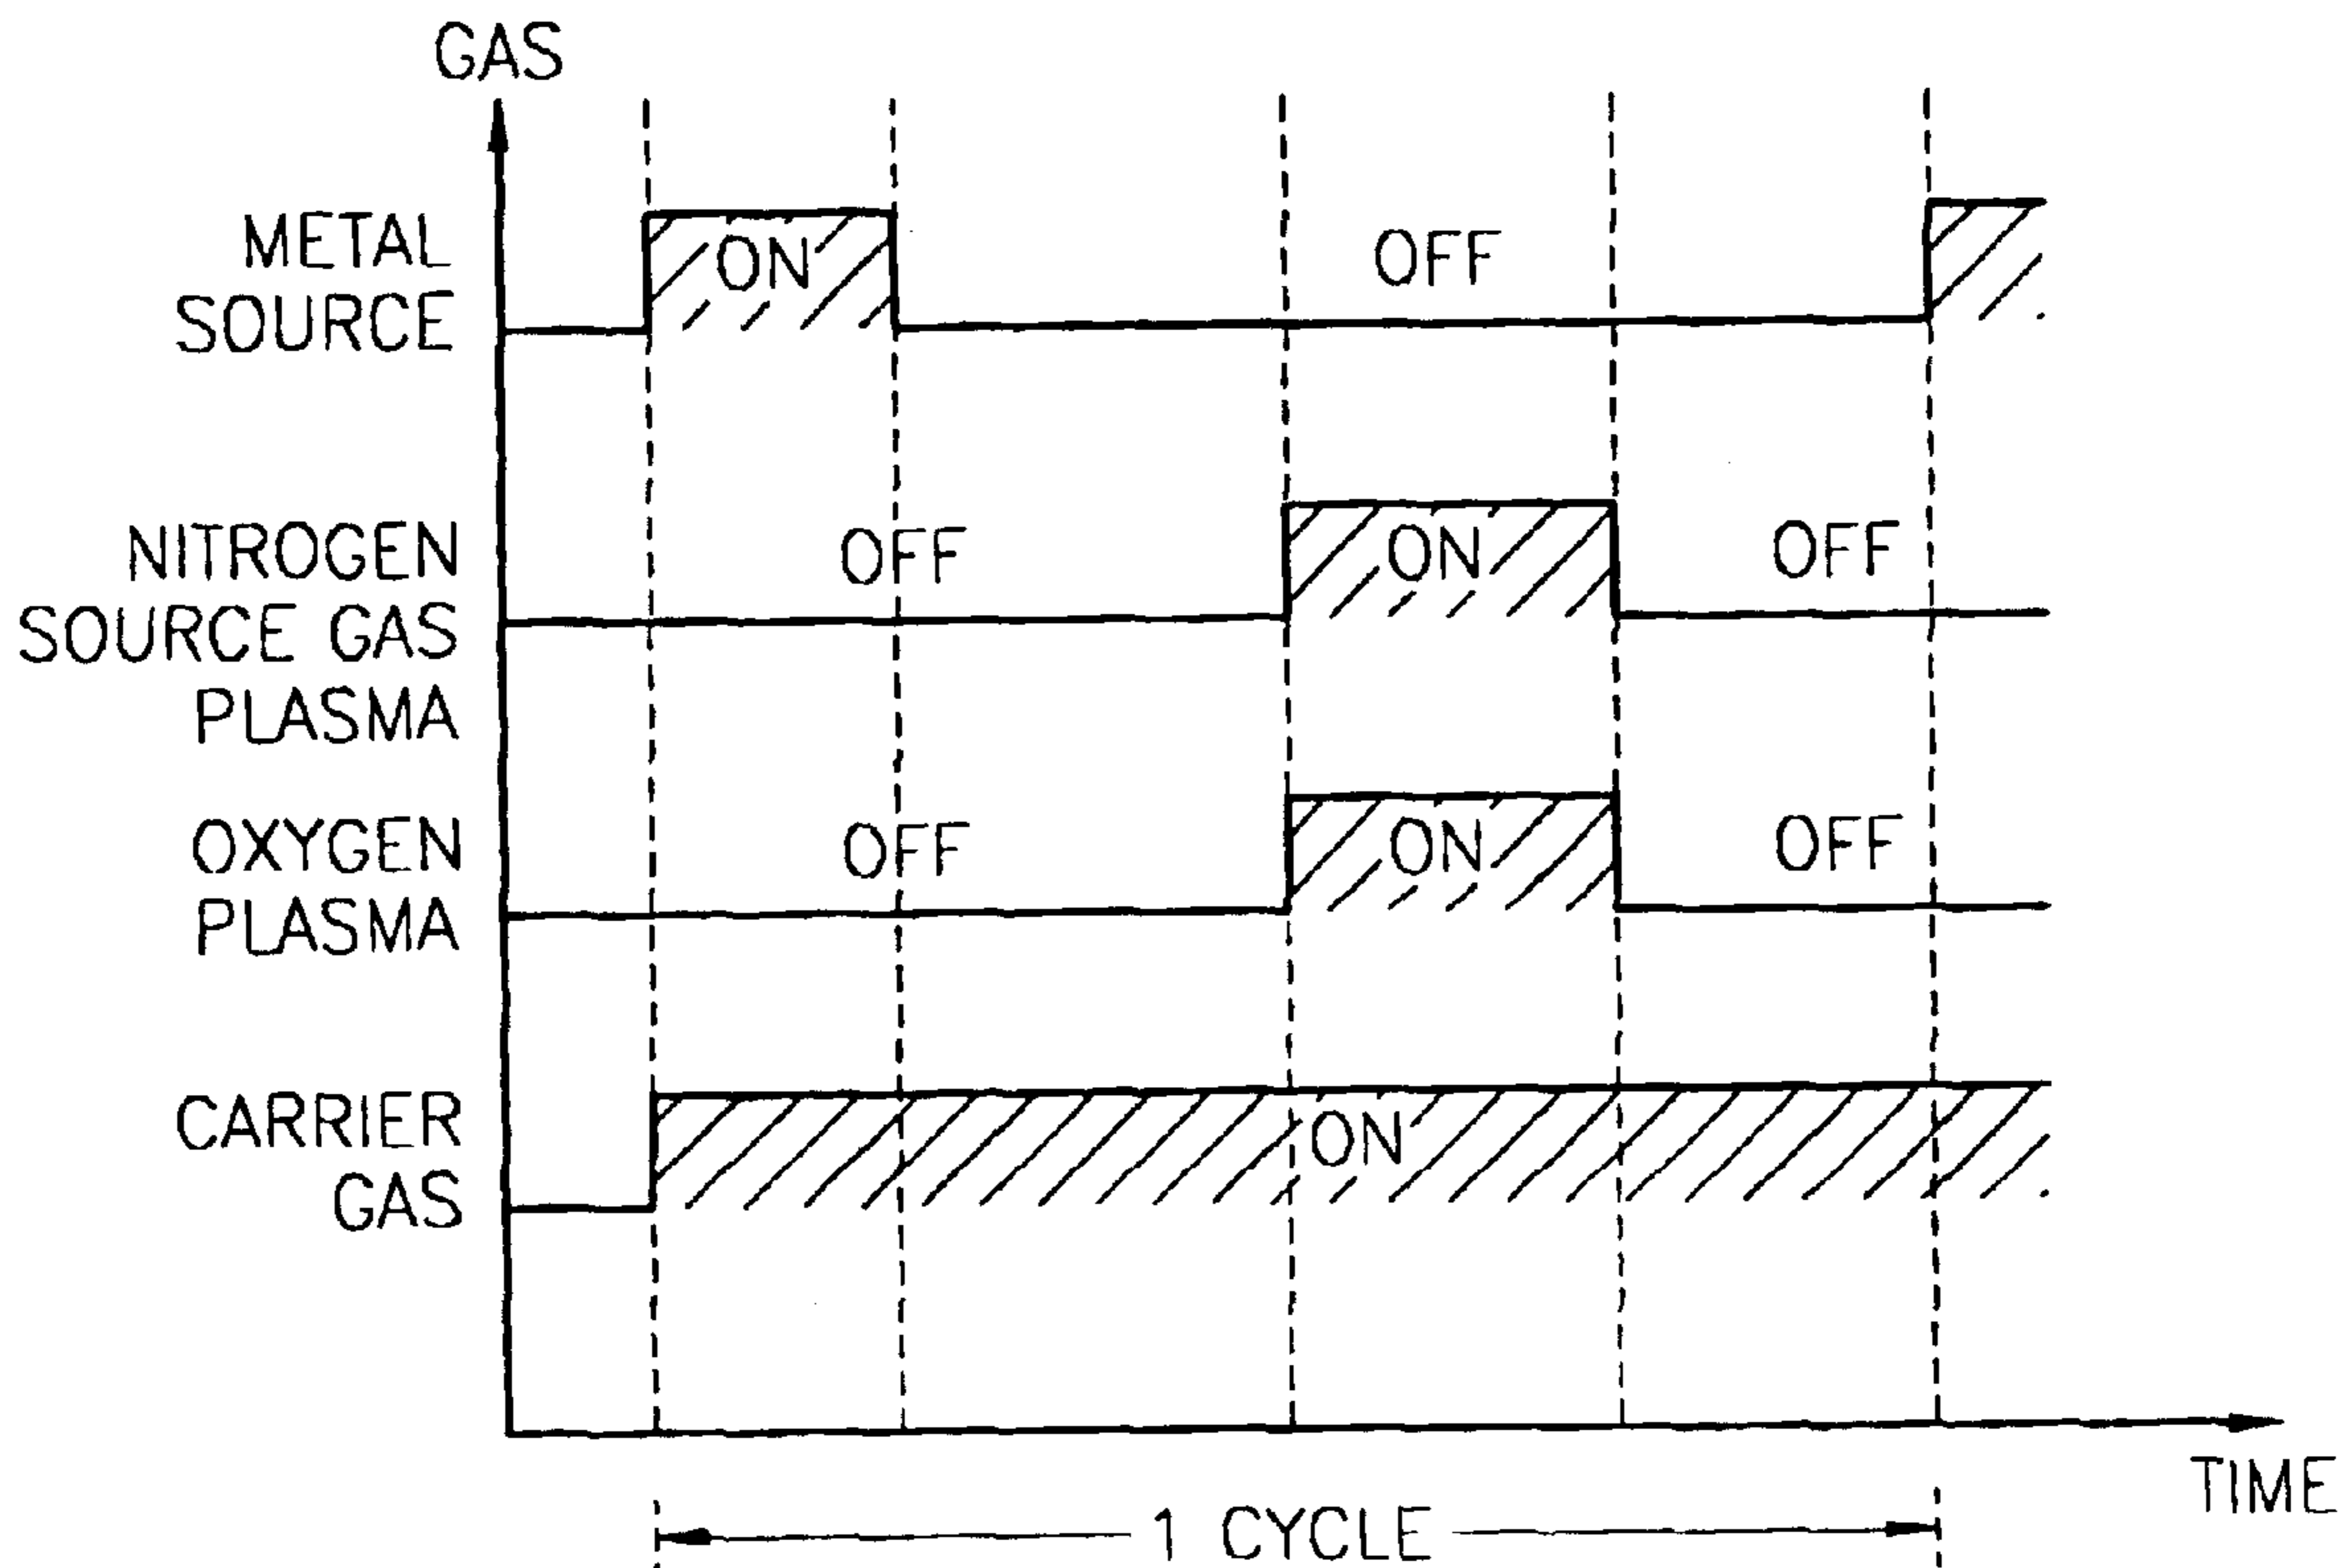 GAS
METAL
SOURCE
ON
OFF
NITROGEN
SOURCE GAS
PLASMA
OFF
ON
OFF
OXYGEN
PLASMA
OFF
ON
OFF
CARRIER
GAS
ON
TIME
1 CYCLE